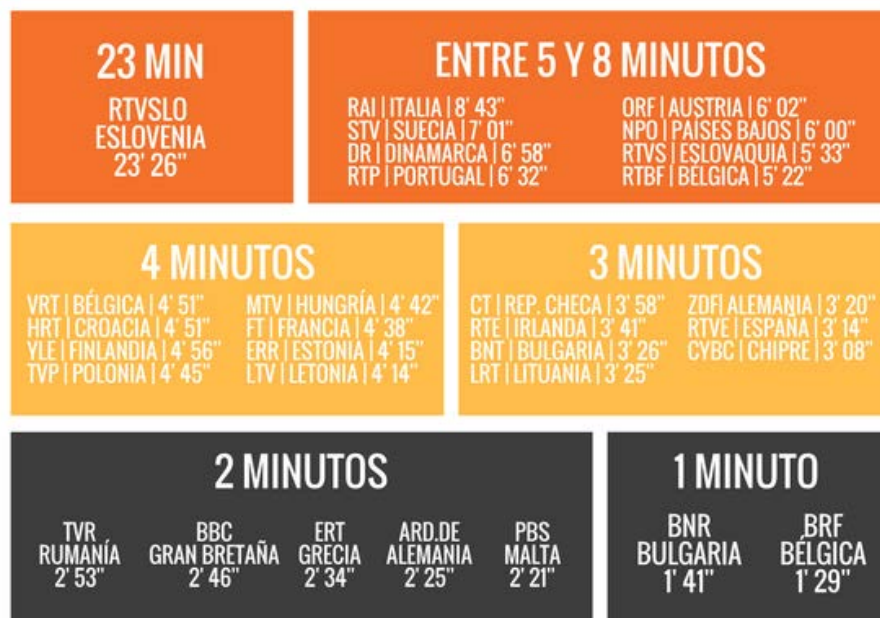 23 MIN
RTVSLO
ESLOVENIA
23' 26"
ENTRE 5 Y 8 MINUTOS
RAI | ITALIA | 8' 43"
STV | SUECIA | 7' 01"
DR | DINAMARCA | 6' 58"
RTP | PORTUGAL | 6' 32"
ORF | AUSTRIA | 6' 02"
NPO | PAÍSES BAJOS | 6' 00"
RTVS | ESLOVAQUIA | 5' 33"
RTBF | BÉLGICA | 5' 22"
4 MINUTOS
VRT | BÉLGICA | 4' 51"
HRT | CROACIA | 4' 51"
YLE | FINLANDIA | 4' 56"
TVP | POLONIA | 4' 45"
MTV | HUNGRÍA | 4' 42"
FT | FRANCIA | 4' 38"
ERR | ESTONIA | 4' 15"
LTV | LETONIA | 4' 14"
3 MINUTOS
CT | REP. CHECA | 3' 58"
RTE | IRLANDA | 3' 41"
BNT | BULGARIA | 3' 26"
LRT | LITUANIA | 3' 25"
ZDF| ALEMANIA | 3' 20"
RTVE | ESPAÑA | 3' 14"
CYBC | CHIPRE | 3' 08"
2 MINUTOS
TVR
RUMANÍA
2' 53"
BBC
GRAN BRETAÑA
2' 46"
ERT
GRECIA
2' 34"
ARD.DE
ALEMANIA
2' 25"
PBS
MALTA
2' 21"
1 MINUTO
BNR
BULGARIA
1' 41"
BRF
BÉLGICA
1' 29"